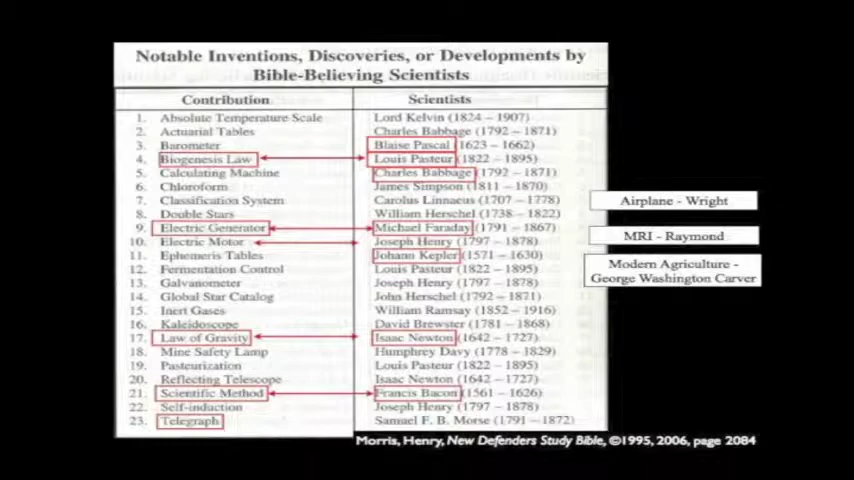 Notable Inventions, Discoveries, or Developments by
Bible-Believing Scientists
Contribution Scientists
1. Absolute Temperature Scale Lord Kelvin (1824 – 1907)
2. Actuarial Tables Charles Babbage (1792 – 1871)
3. Barometer Blaise Pascal (1623 – 1662)
4. Biogenesis Law Louis Pasteur (1822 – 1895)
5. Calculating Machine Charles Babbage (1792 – 1871)
6. Chloroform James Simpson (1811 – 1870)
7. Classification System Carolus Linnaeus (1707 – 1778)
8. Double Stars William Herschel (1738 – 1822)
9. Electric Generator Michael Faraday (1791 – 1867)
10. Electric Motor Joseph Henry (1797 – 1878)
11. Ephemeris Tables Johann Kepler (1571 – 1630)
12. Fermentation Control Louis Pasteur (1822 – 1895)
13. Galvanometer Joseph Henry (1797 – 1878)
14. Global Star Catalog John Herschel (1792 – 1871)
15. Inert Gases William Ramsay (1852 – 1916)
16. Kaleidoscope David Brewster (1781 – 1868)
17. Law of Gravity Isaac Newton (1642 – 1727)
18. Mine Safety Lamp Humphrey Davy (1778 – 1829)
19. Pasteurization Louis Pasteur (1822 – 1895)
20. Reflecting Telescope Isaac Newton (1642 – 1727)
21. Scientific Method Francis Bacon (1561 – 1626)
22. Self-induction Joseph Henry (1797 – 1878)
23. Telegraph Samuel F. B. Morse (1791 – 1872)
Airplane - Wright
MRI - Raymond
Modern Agriculture -
George Washington Carver
Morris, Henry, New Defenders Study Bible, ©1995, 2006, page 2084